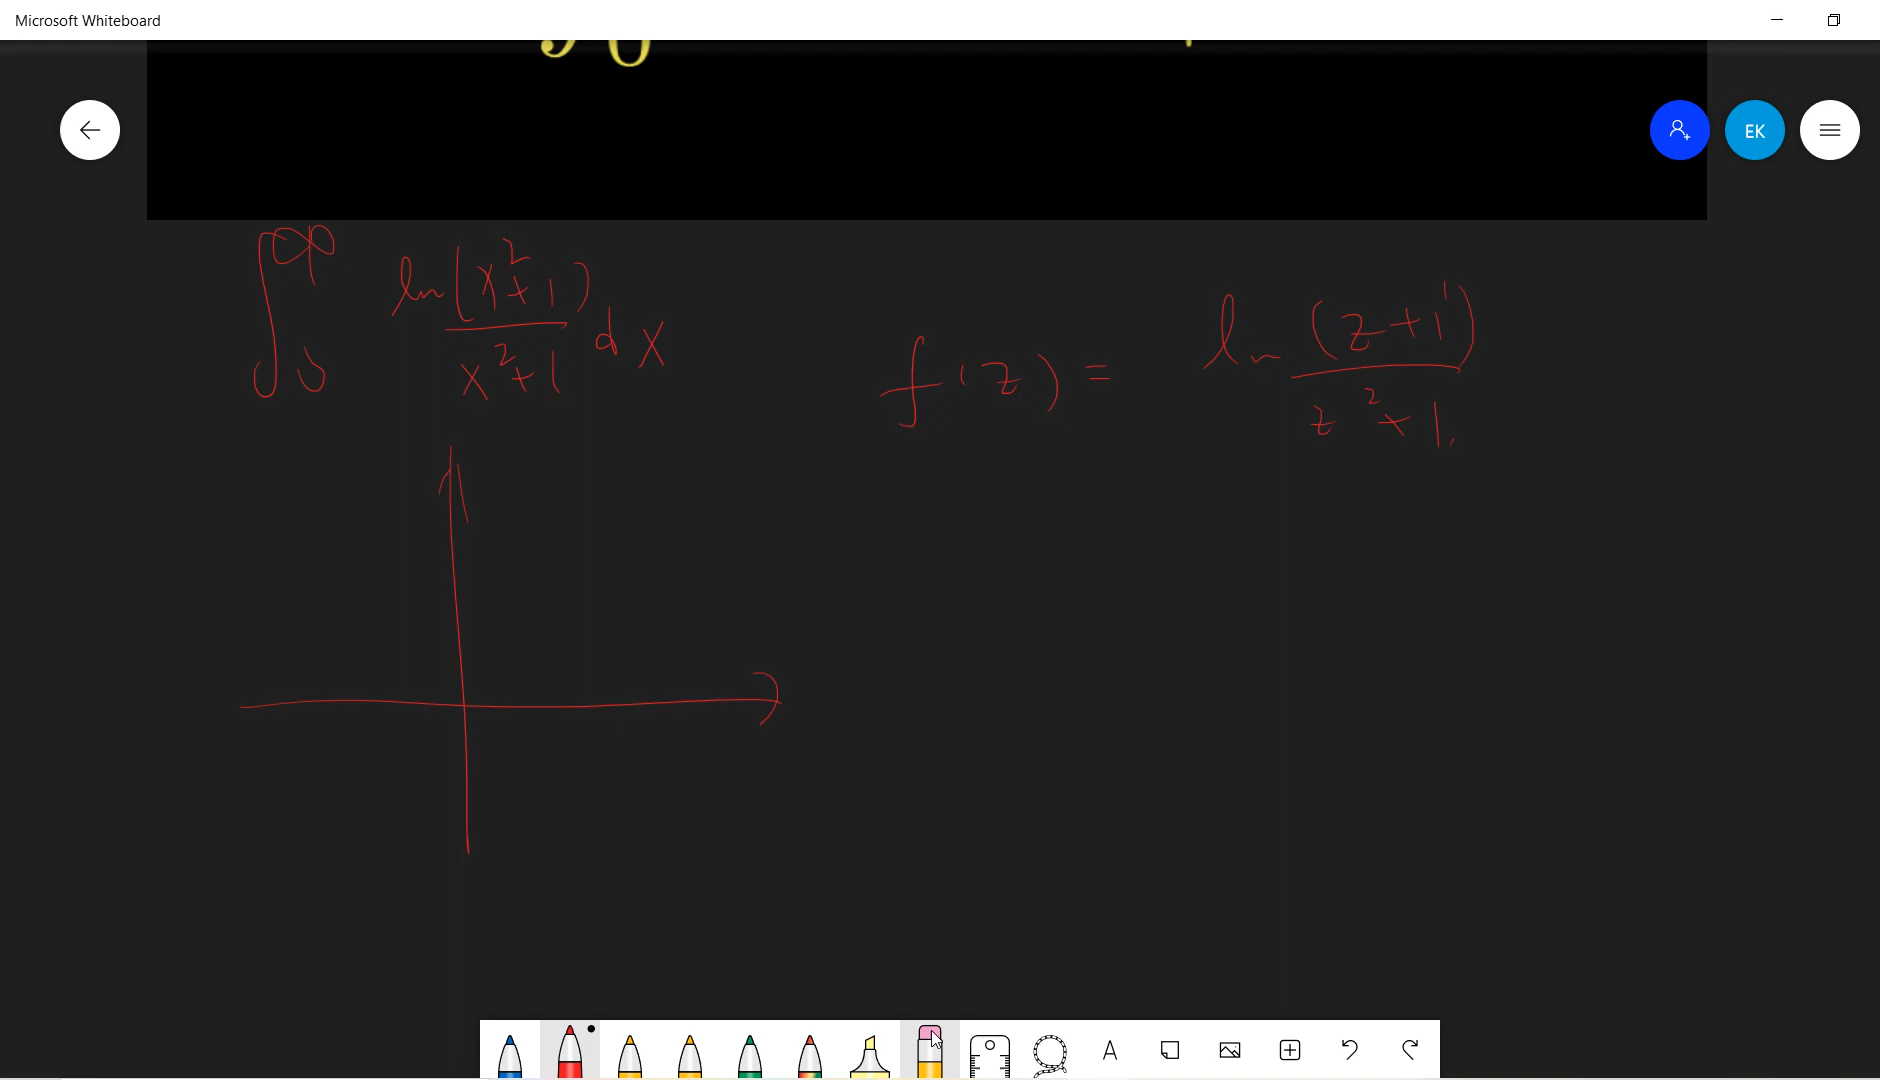 Microsoft Whiteboard
EK
∫₀^∞ ln(x²+1)/(x²+1) dx
f(z) = ln(z+1)/(z²+1)